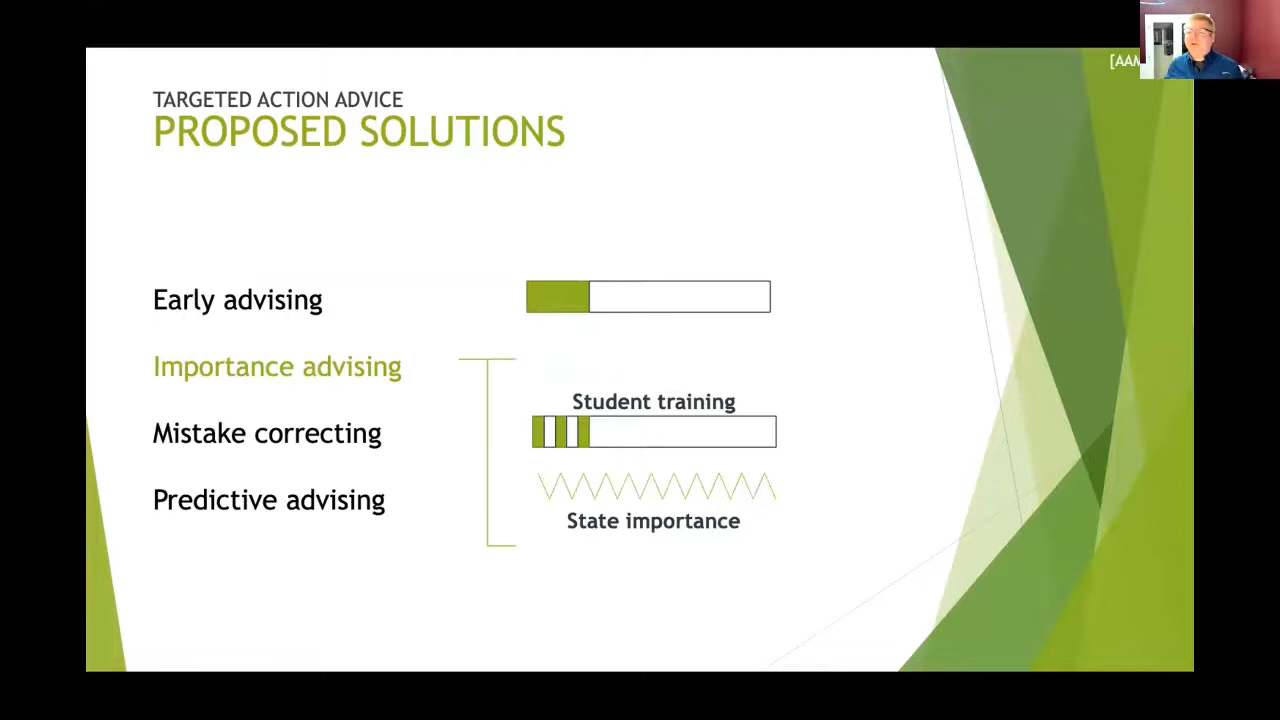 TARGETED ACTION ADVICE
PROPOSED SOLUTIONS
Early advising
Importance advising
Student training
Mistake correcting
Predictive advising
State importance